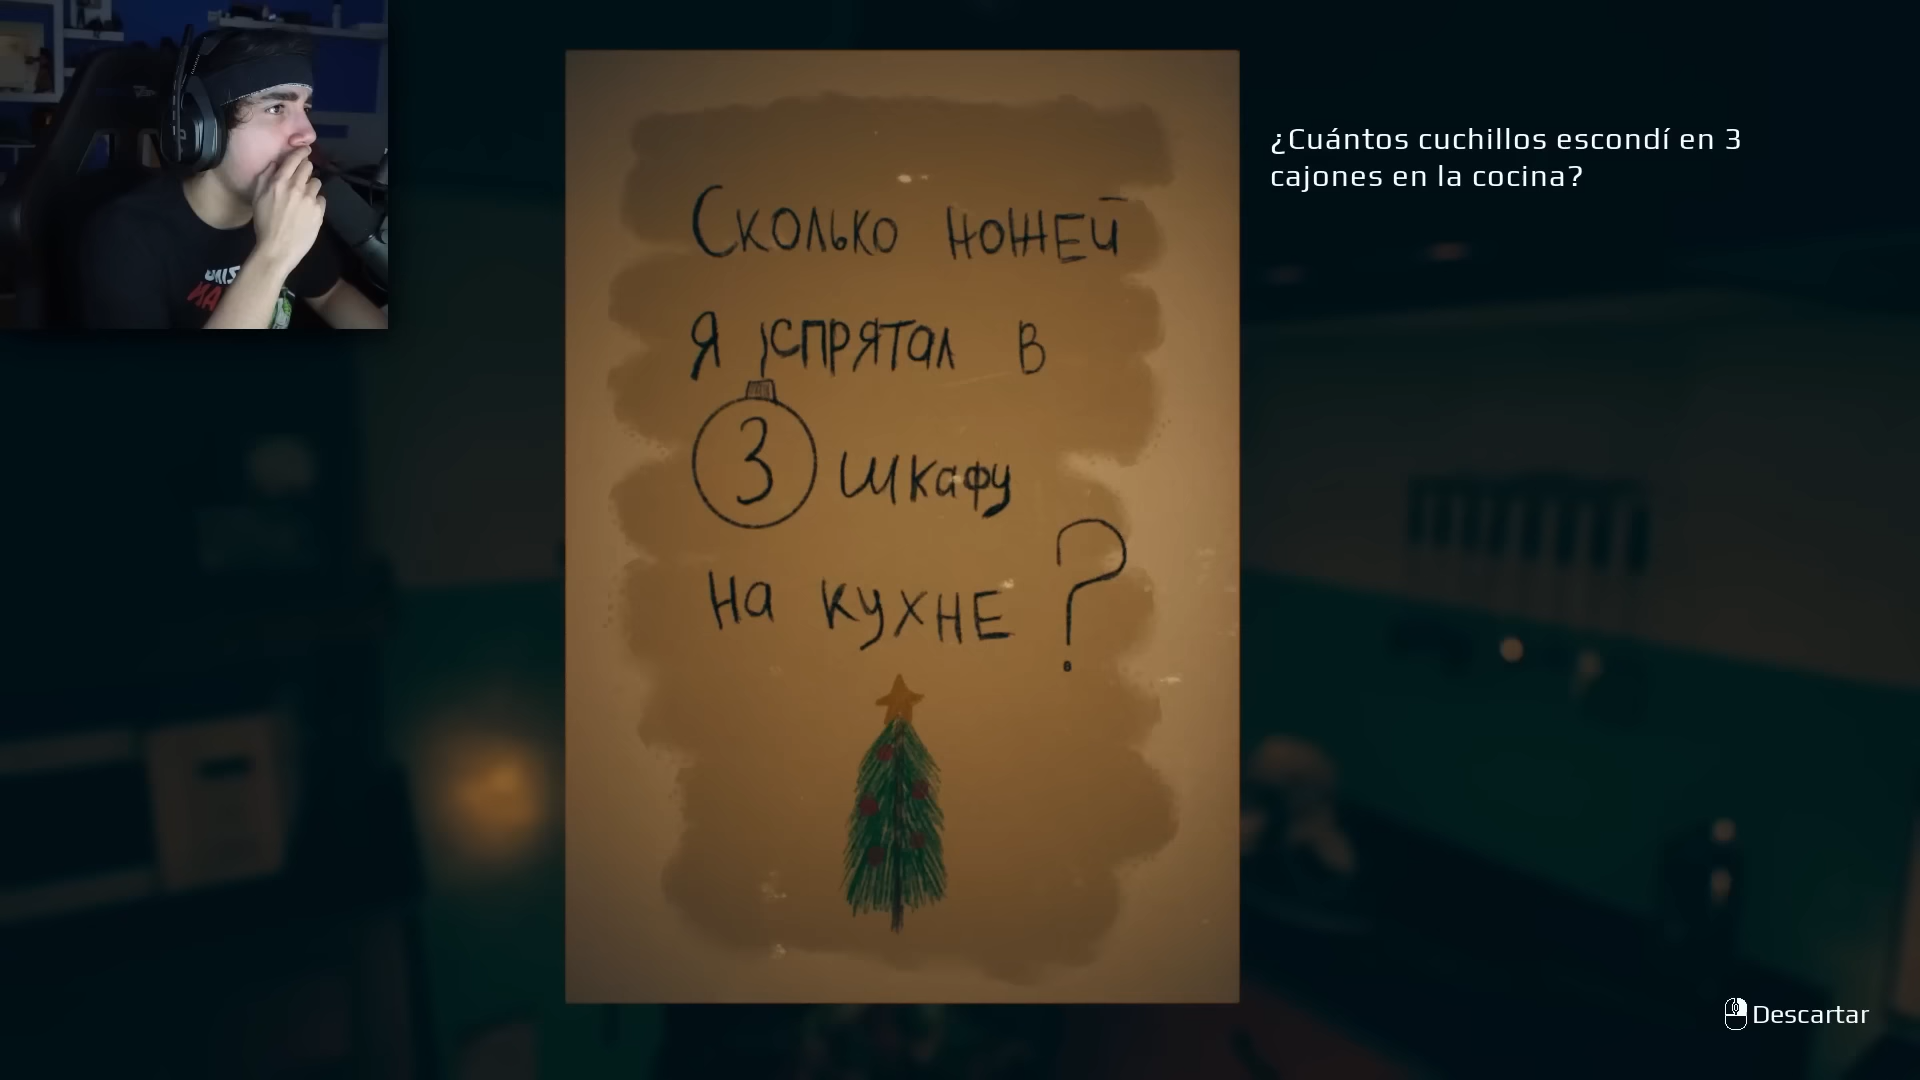 ¿Cuántos cuchillos escondí en 3
cajones en la cocina?
Сколько ножей
я спрятал в
3 шкафу
на кухне?
Descartar